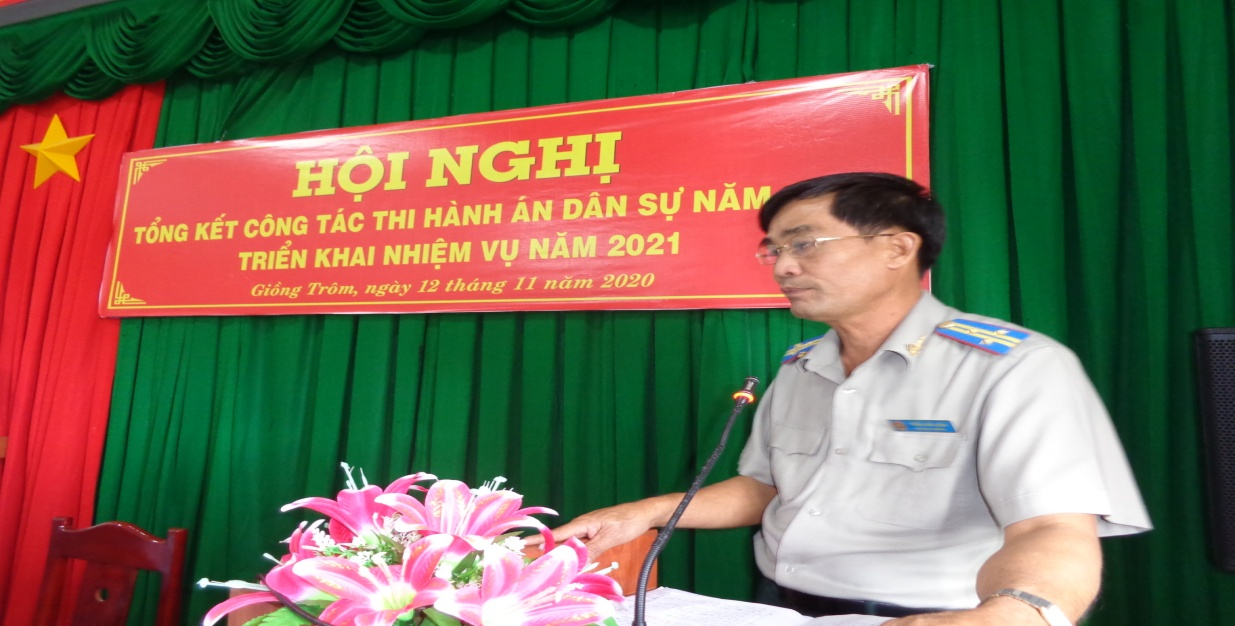 HỘI NGHỊ
TỔNG KẾT CÔNG TÁC THI HÀNH ÁN DÂN SỰ NĂM
TRIỂN KHAI NHIỆM VỤ NĂM 2021
Giồng Trôm, ngày 12 tháng 11 năm 2020